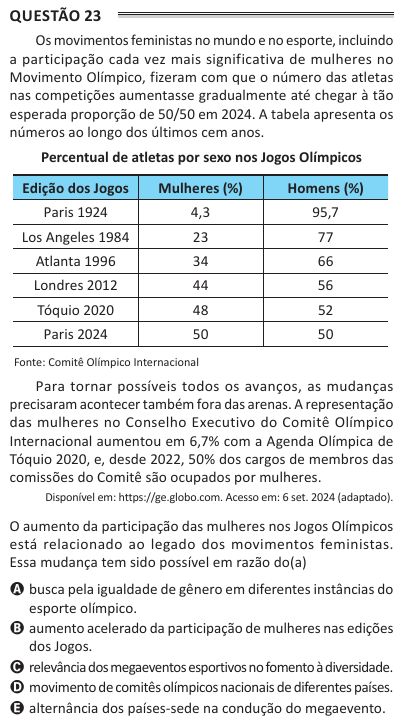 QUESTÃO 23
Os movimentos feministas no mundo e no esporte, incluindo
a participação cada vez mais significativa de mulheres no
Movimento Olímpico, fizeram com que o número das atletas
nas competições aumentasse gradualmente até chegar à tão
esperada proporção de 50/50 em 2024. A tabela apresenta os
números ao longo dos últimos cem anos.
Percentual de atletas por sexo nos Jogos Olímpicos
Edição dos Jogos Mulheres (%) Homens (%)
Paris 1924 4,3 95,7
Los Angeles 1984 23 77
Atlanta 1996 34 66
Londres 2012 44 56
Tóquio 2020 48 52
Paris 2024 50 50
Fonte: Comitê Olímpico Internacional
Para tornar possíveis todos os avanços, as mudanças
precisaram acontecer também fora das arenas. A representação
das mulheres no Conselho Executivo do Comitê Olímpico
Internacional aumentou em 6,7% com a Agenda Olímpica de
Tóquio 2020, e, desde 2022, 50% dos cargos de membros das
comissões do Comitê são ocupados por mulheres.
Disponível em: https://ge.globo.com. Acesso em: 6 set. 2024 (adaptado).
O aumento da participação das mulheres nos Jogos Olímpicos
está relacionado ao legado dos movimentos feministas.
Essa mudança tem sido possível em razão do(a)
A busca pela igualdade de gênero em diferentes instâncias do
esporte olímpico.
B aumento acelerado da participação de mulheres nas edições
dos Jogos.
C relevância dos megaeventos esportivos no fomento à diversidade.
D movimento de comitês olímpicos nacionais de diferentes países.
E alternância dos países-sede na condução do megaevento.